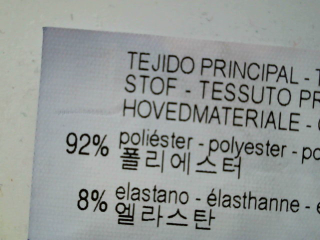 TEJIDO PRINCIPAL -
STOF - TESSUTO
HOVEDMATERIALE -
92% poliéster - polyester -
폴리에스터
8% elastano - élasthanne -
엘라스탄